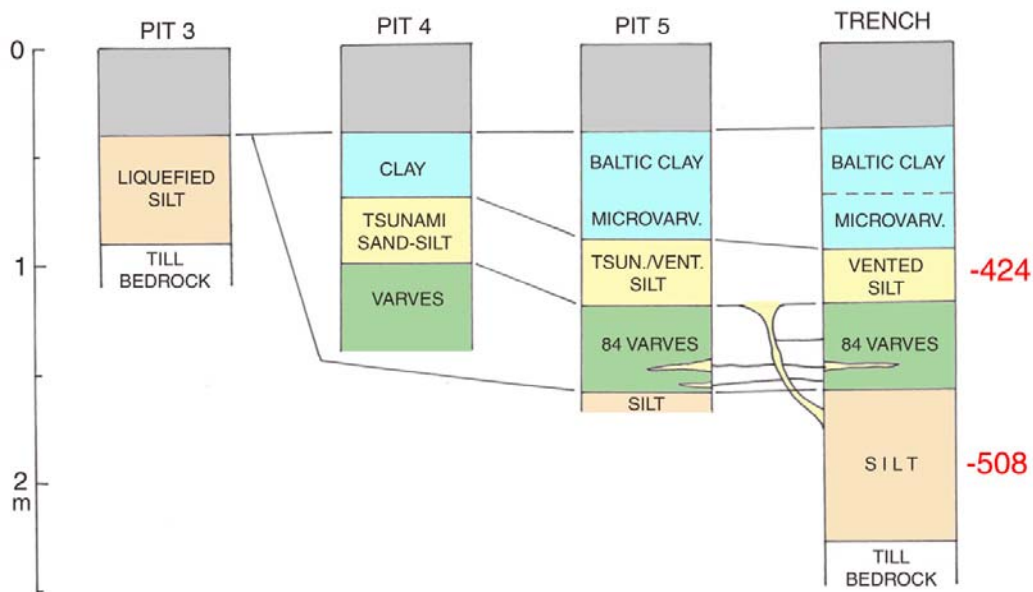 PIT 3
PIT 4
PIT 5
TRENCH
0
1
2
m
LIQUEFIED
SILT
TILL
BEDROCK
CLAY
TSUNAMI
SAND-SILT
VARVES
BALTIC CLAY
MICROVARV.
TSUN./VENT.
SILT
84 VARVES
SILT
BALTIC CLAY
MICROVARV.
VENTED
SILT
84 VARVES
SILT
TILL
BEDROCK
-424
-508